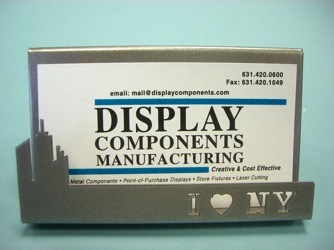 631.420.0600
Fax: 631.420.1049
email: mail@displaycomponents.com
DISPLAY
COMPONENTS
MANUFACTURING
Creative & Cost Effective
Metal Components • Point-of-Purchase Displays • Store Fixtures • Laser Cutting
I ♥ NY